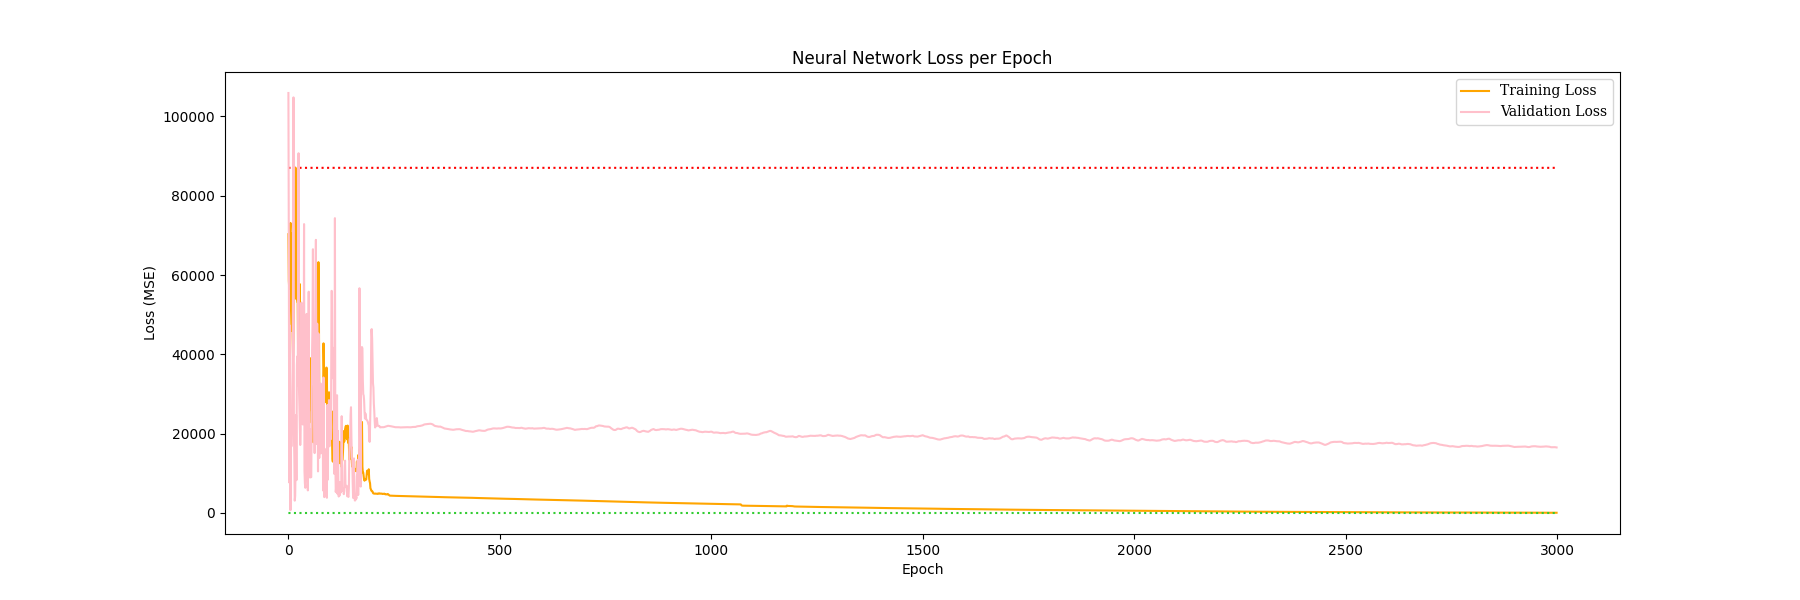 Neural Network Loss per Epoch
Training Loss
Validation Loss
Loss (MSE)
100000
80000
60000
40000
20000
0
0 500 1000 1500 2000 2500 3000
Epoch